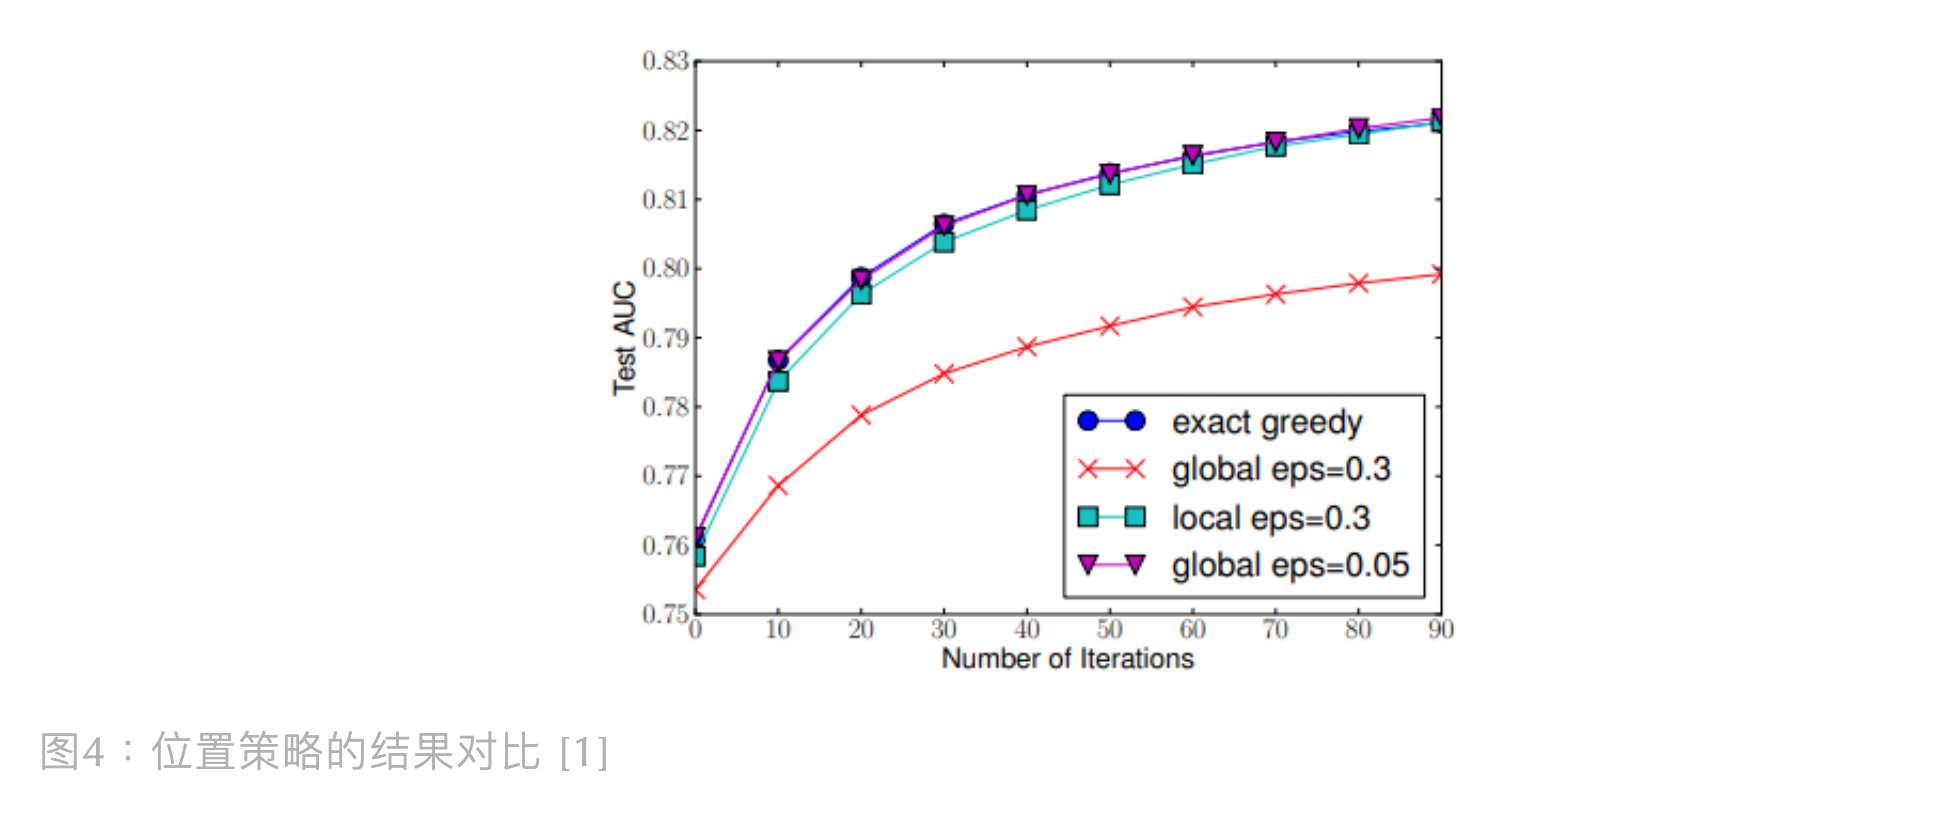 0.83
0.82
0.81
0.80
0.79
0.78
0.77
0.76
0.75
Test AUC
0 10 20 30 40 50 60 70 80 90
Number of Iterations
exact greedy
global eps=0.3
local eps=0.3
global eps=0.05
图4：位置策略的结果对比 [1]